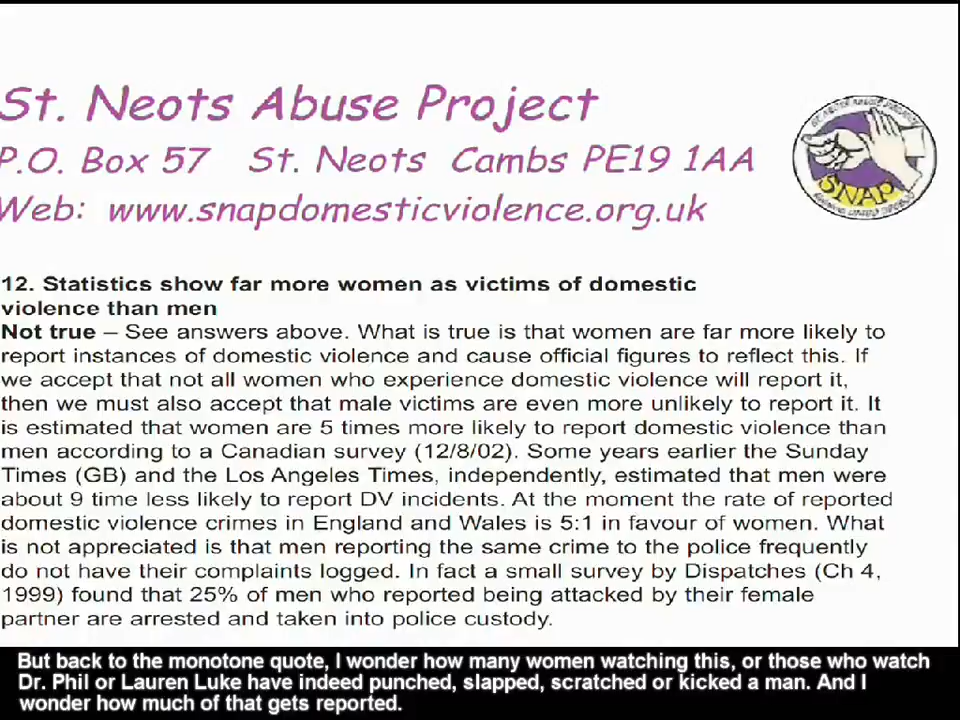 St. Neots Abuse Project
P.O. Box 57 St. Neots Cambs PE19 1AA
Web: www.snapdomesticviolence.org.uk
SNAP
12. Statistics show far more women as victims of domestic
violence than men
Not true – See answers above. What is true is that women are far more likely to
report instances of domestic violence and cause official figures to reflect this. If
we accept that not all women who experience domestic violence will report it,
then we must also accept that male victims are even more unlikely to report it. It
is estimated that women are 5 times more likely to report domestic violence than
men according to a Canadian survey (12/8/02). Some years earlier the Sunday
Times (GB) and the Los Angeles Times, independently, estimated that men were
about 9 time less likely to report DV incidents. At the moment the rate of reported
domestic violence crimes in England and Wales is 5:1 in favour of women. What
is not appreciated is that men reporting the same crime to the police frequently
do not have their complaints logged. In fact a small survey by Dispatches (Ch 4,
1999) found that 25% of men who reported being attacked by their female
partner are arrested and taken into police custody.
But back to the monotone quote, I wonder how many women watching this, or those who watch
Dr. Phil or Lauren Luke have indeed punched, slapped, scratched or kicked a man. And I
wonder how much of that gets reported.